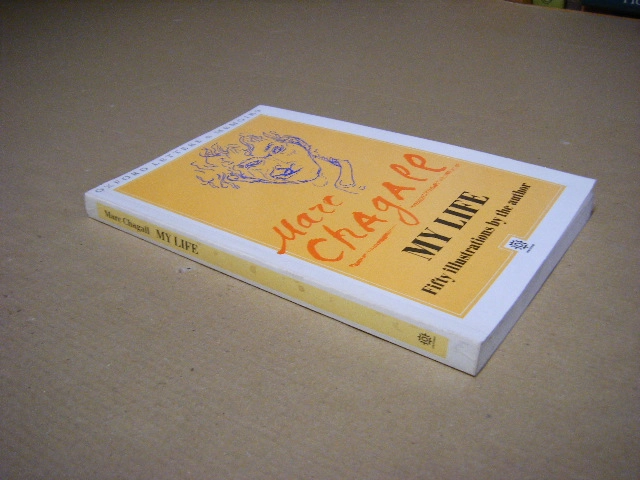 OXFORD LETTERS & MEMOIRS
Marc
ChAgAll
MY LIFE
Fifty illustrations by the author
Marc Chagall MY LIFE